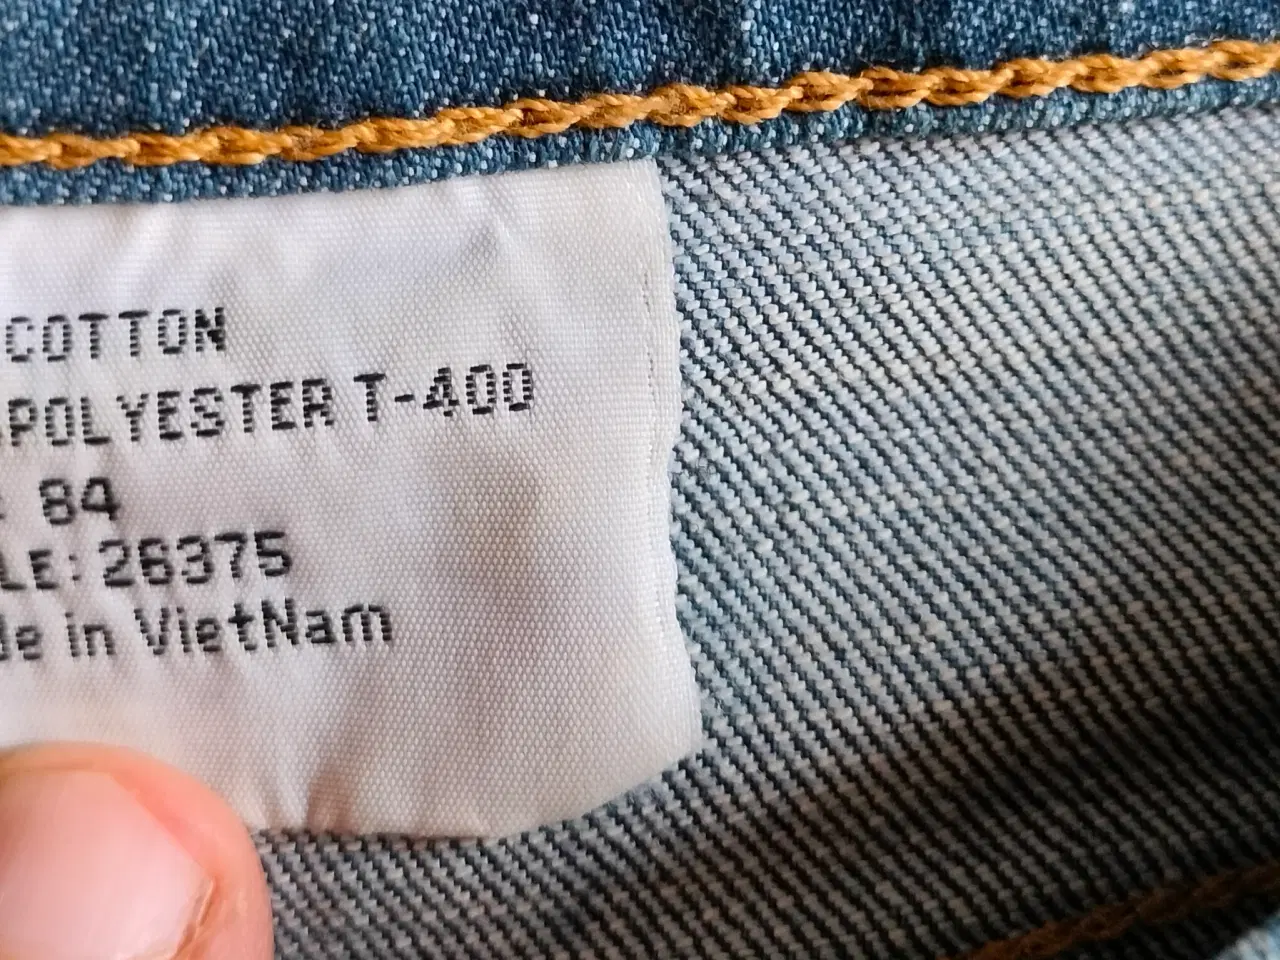 COTTON
POLYESTER T-400
: 84
LE: 26375
de in VietNam